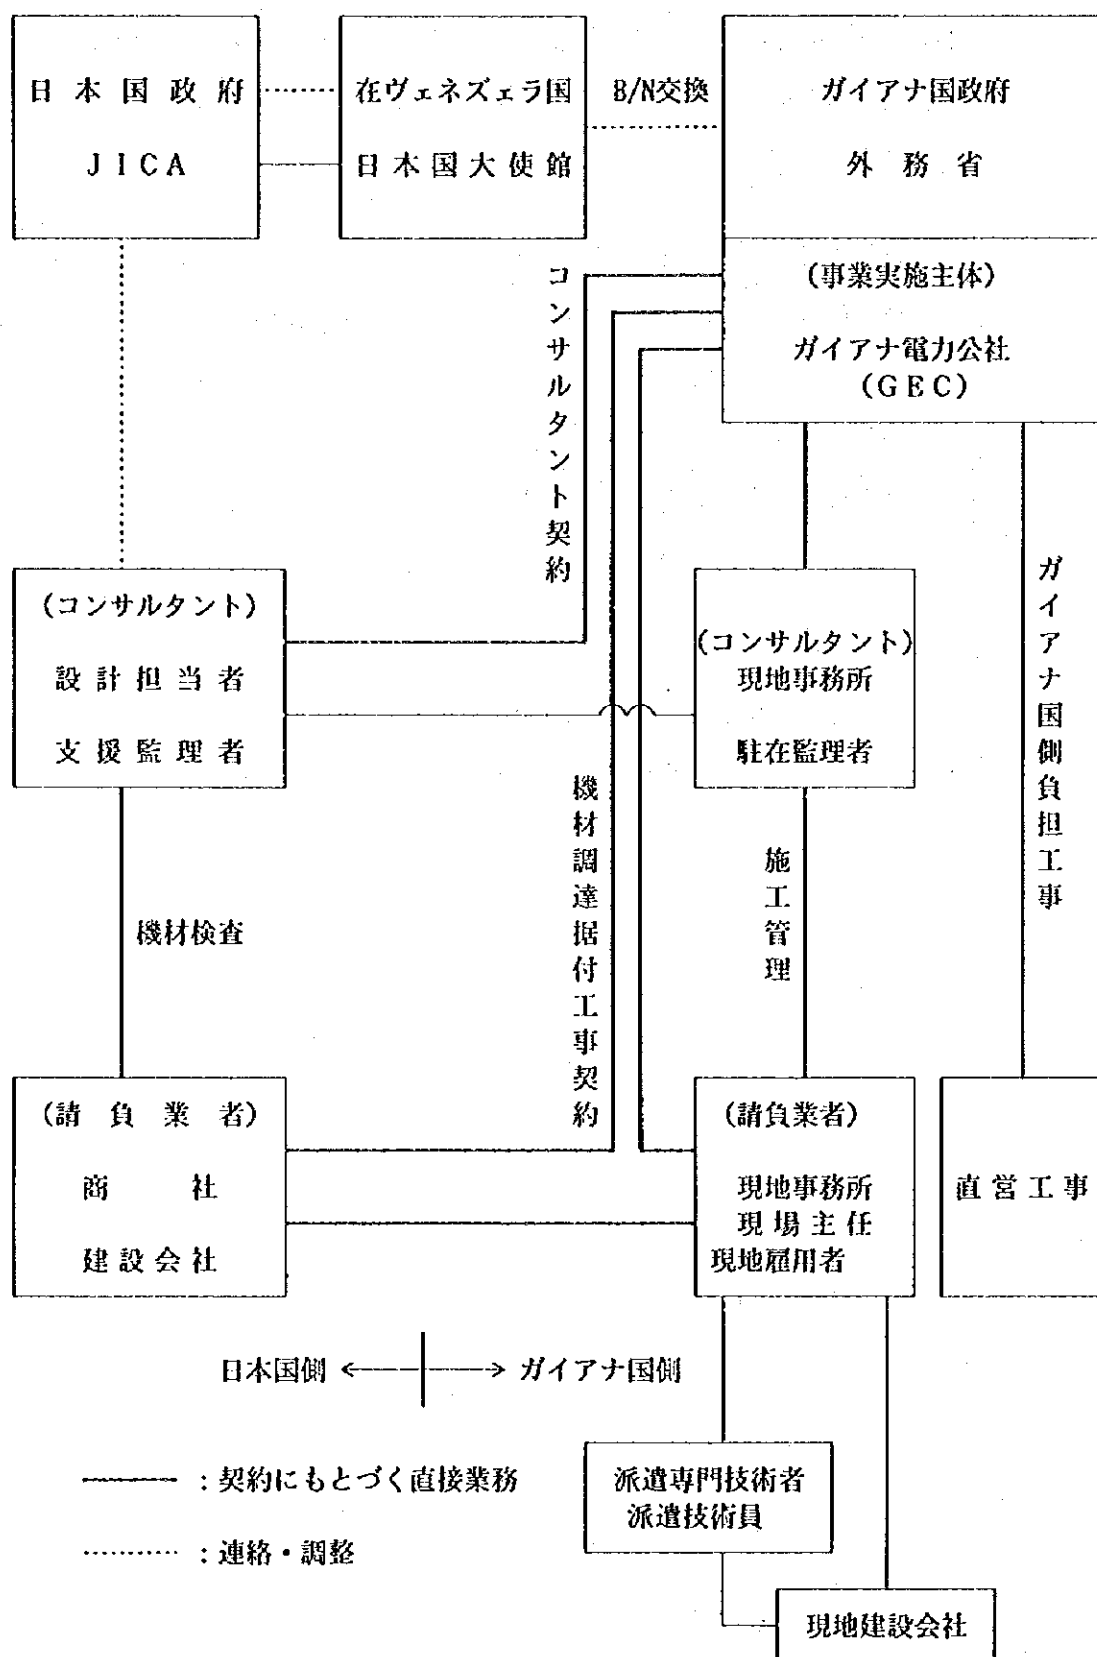 日本国政府
JICA
在ヴェネズェラ国
日本国大使館
B/N交換
ガイアナ国政府
外務省
(事業実施主体)
ガイアナ電力公社
(GEC)
コンサルタント契約
(コンサルタント)
設計担当者
支援監理者
(コンサルタント)
現地事務所
駐在監理者
ガイアナ国側負担工事
機材調達据付工事契約
施工管理
機材検査
(請負業者)
商社
建設会社
(請負業者)
現地事務所
現場主任
現地雇用者
直営工事
日本国側 ←→ ガイアナ国側
派遣専門技術者
派遣技術員
:契約にもとづく直接業務
:連絡・調整
現地建設会社